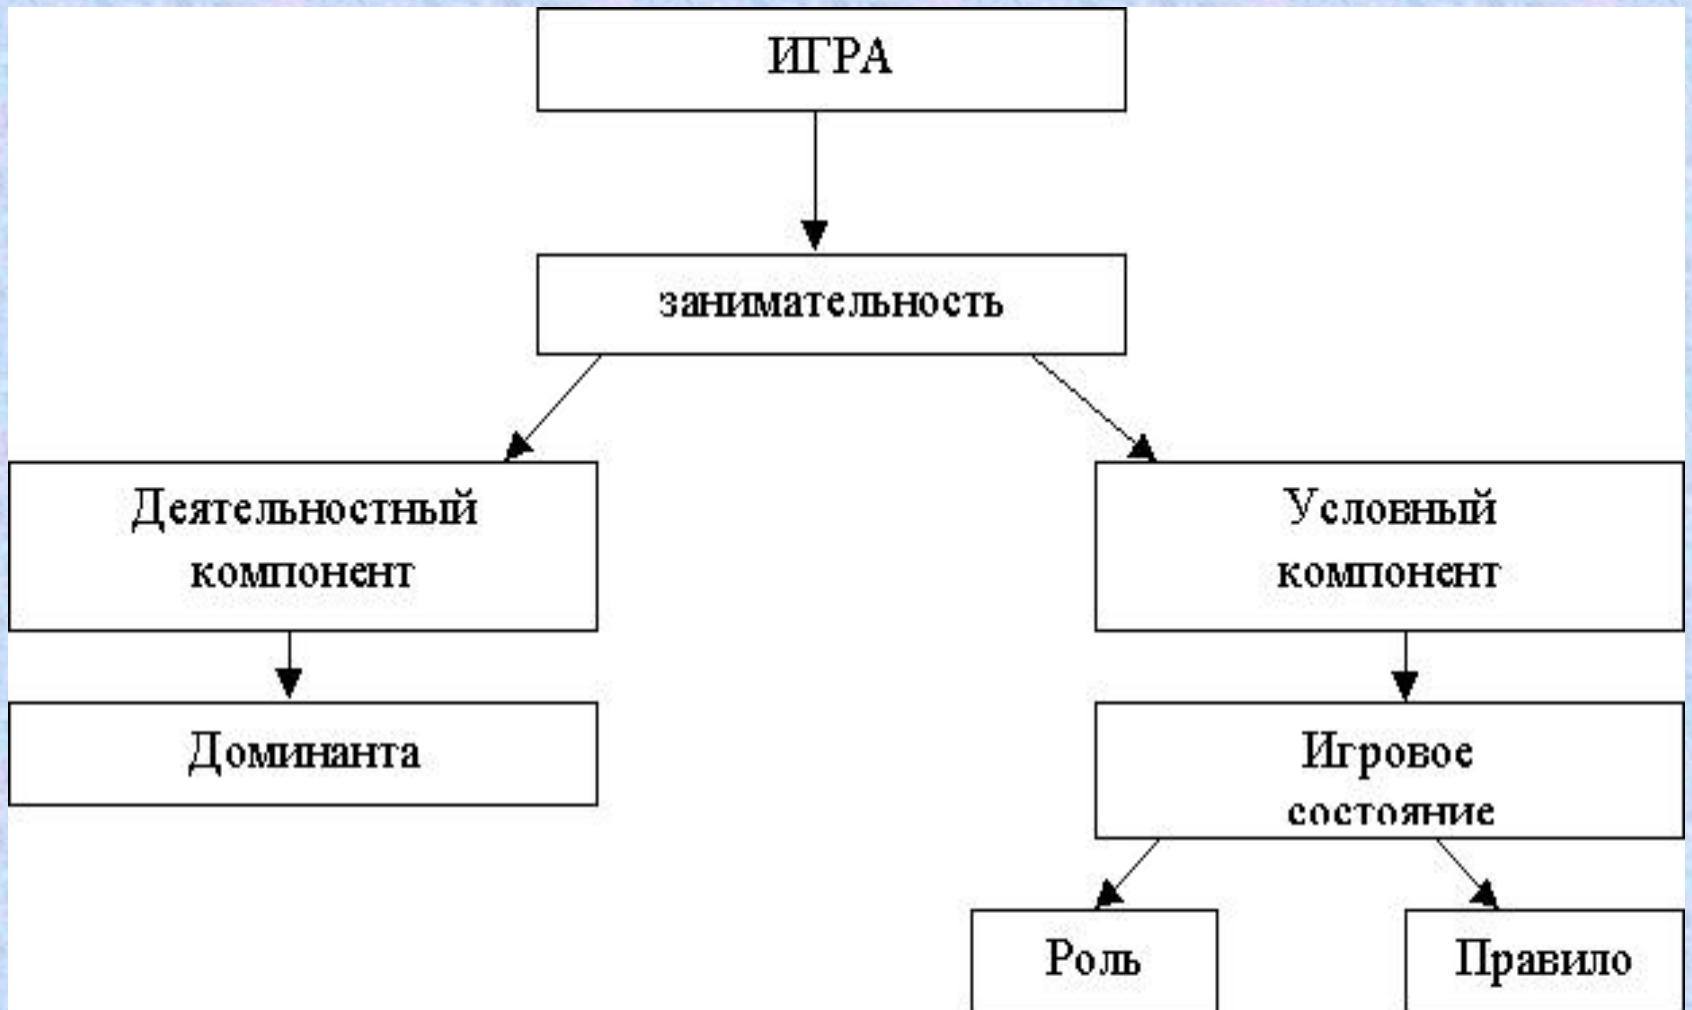 ИГРА
занимательность
Деятельностный
компонент
Условный
компонент
Доминанта
Игровое
состояние
Роль
Правило